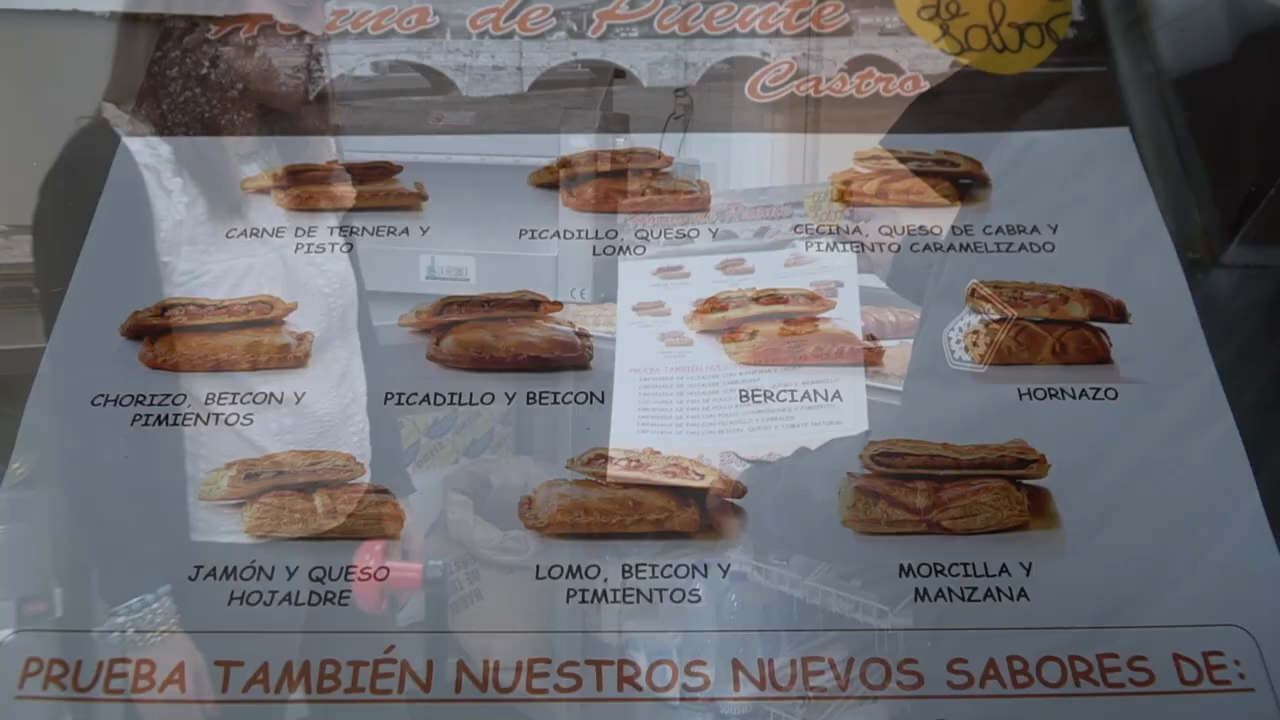 Horno de Puente
Castro
de
Sabor
CARNE DE TERNERA Y
PISTO
PICADILLO, QUESO Y
LOMO
CECINA, QUESO DE CABRA Y
PIMIENTO CARAMELIZADO
CHORIZO, BEICON Y
PIMIENTOS
PICADILLO Y BEICON
BERCIANA
HORNAZO
JAMÓN Y QUESO
HOJALDRE
LOMO, BEICON Y
PIMIENTOS
MORCILLA Y
MANZANA
PRUEBA TAMBIÉN NUESTROS NUEVOS SABORES DE: